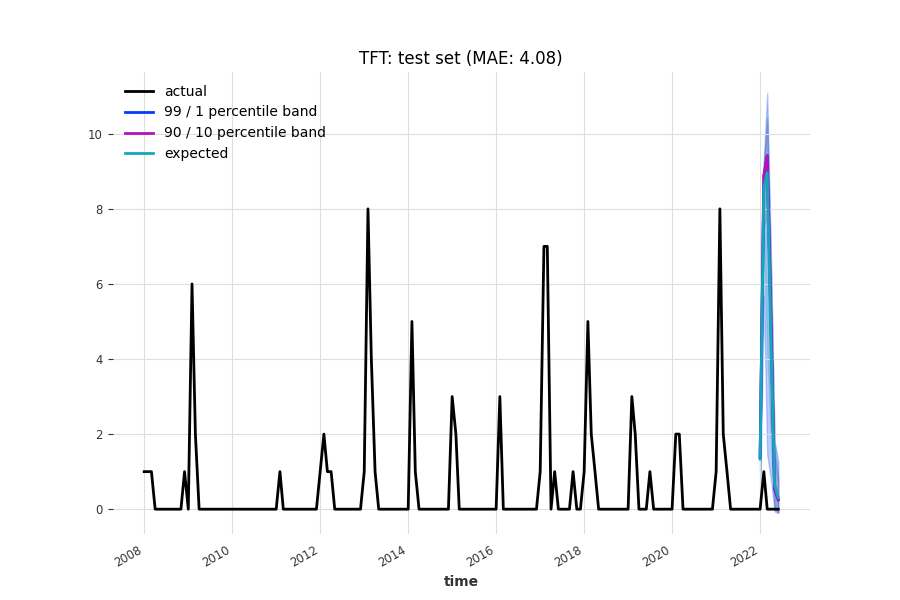 TFT: test set (MAE: 4.08)
actual
99 / 1 percentile band
90 / 10 percentile band
expected
10
8
6
4
2
0
2008 2010 2012 2014 2016 2018 2020 2022
time